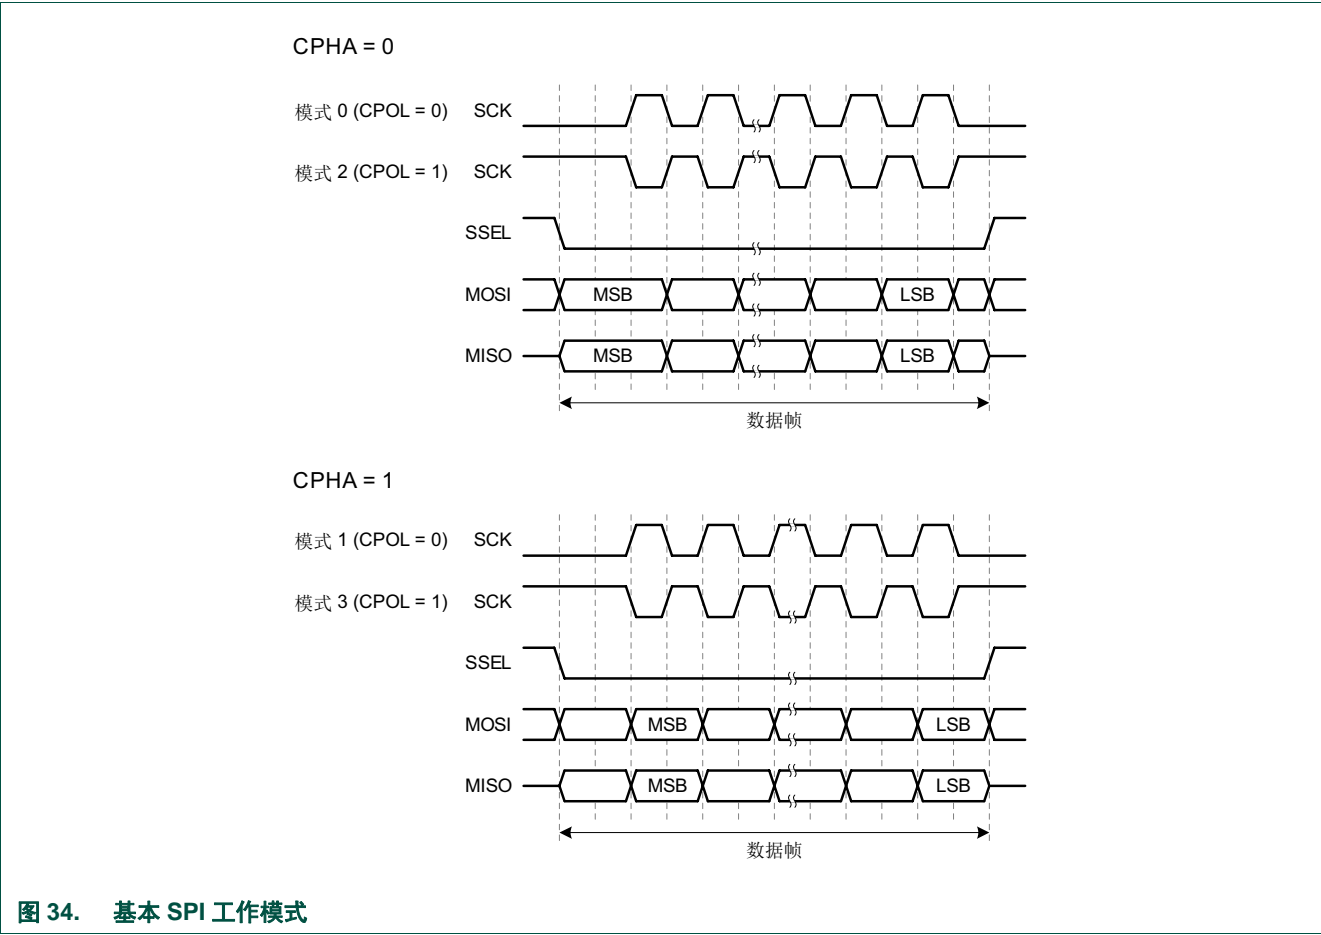 CPHA = 0
模式 0 (CPOL = 0) SCK
模式 2 (CPOL = 1) SCK
SSEL
MOSI MSB LSB
MISO MSB LSB
数据帧
CPHA = 1
模式 1 (CPOL = 0) SCK
模式 3 (CPOL = 1) SCK
SSEL
MOSI MSB LSB
MISO MSB LSB
数据帧
图 34. 基本 SPI 工作模式